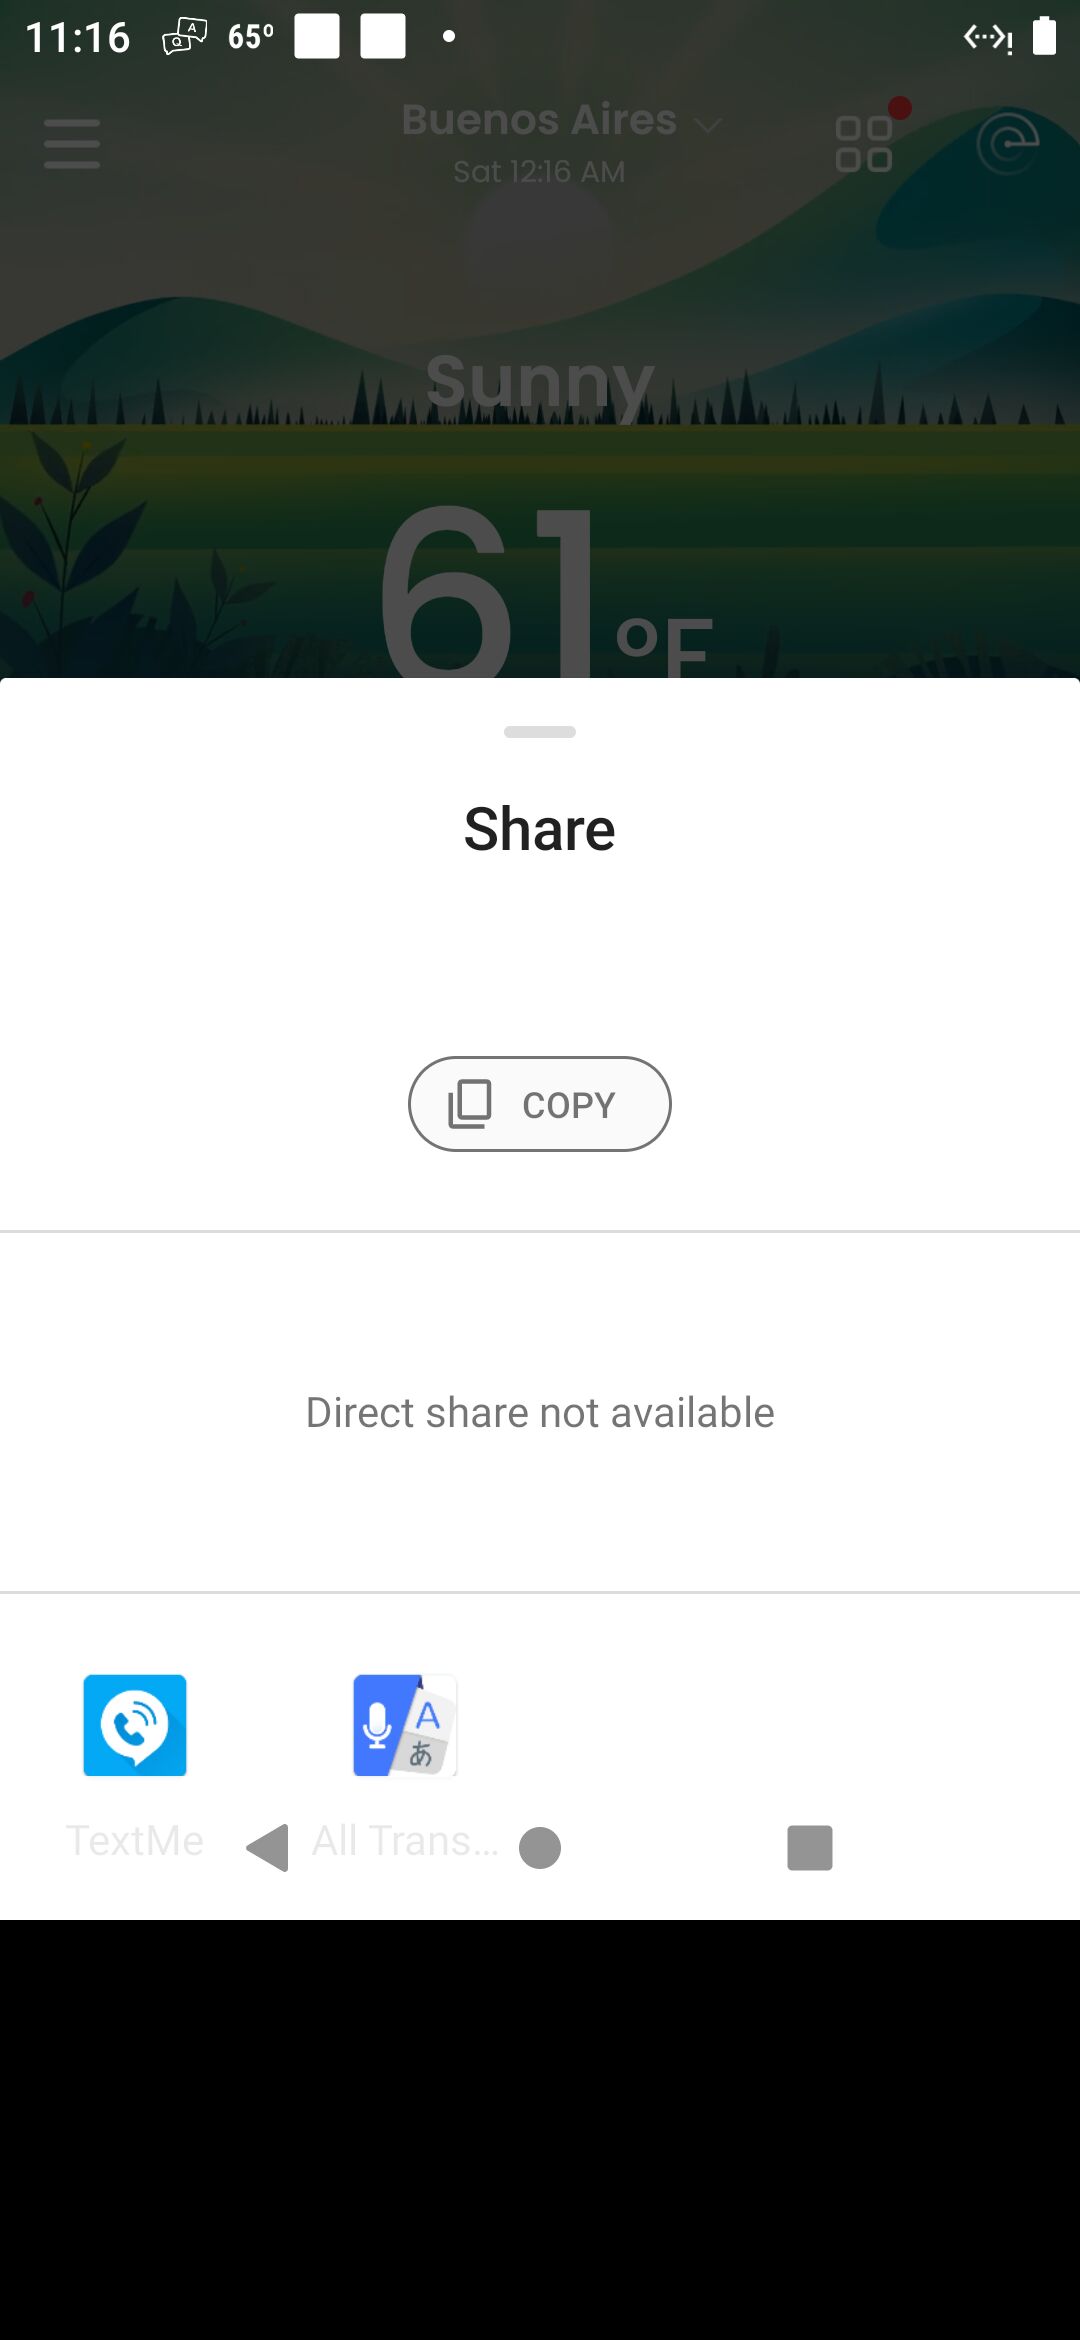 11:16 65º
Buenos Aires
Sat 12:16 AM
Sunny
61°F
Share
COPY
Direct share not available
TextMe All Trans...